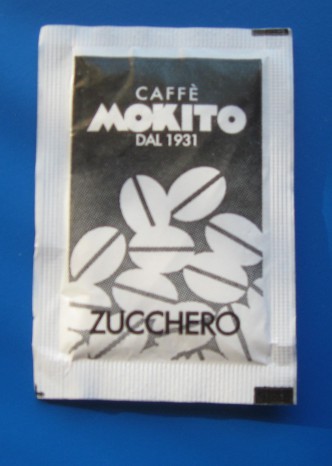 CAFFÈ
MOKITO
DAL 1931
ZUCCHERO